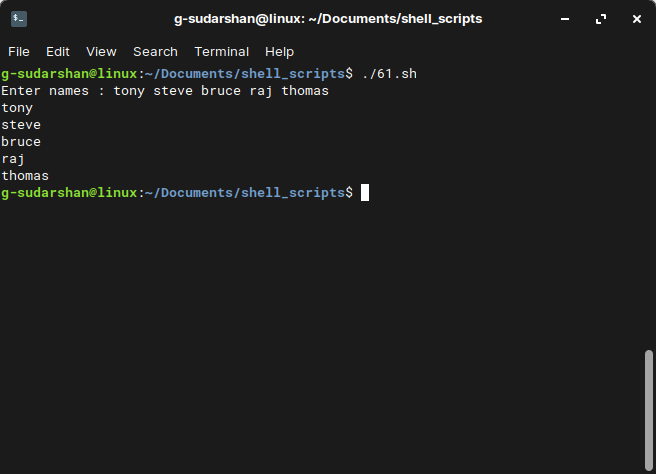 g-sudarshan@linux: ~/Documents/shell_scripts
File Edit View Search Terminal Help
g-sudarshan@linux:~/Documents/shell_scripts$ ./61.sh
Enter names : tony steve bruce raj thomas
tony
steve
bruce
raj
thomas
g-sudarshan@linux:~/Documents/shell_scripts$